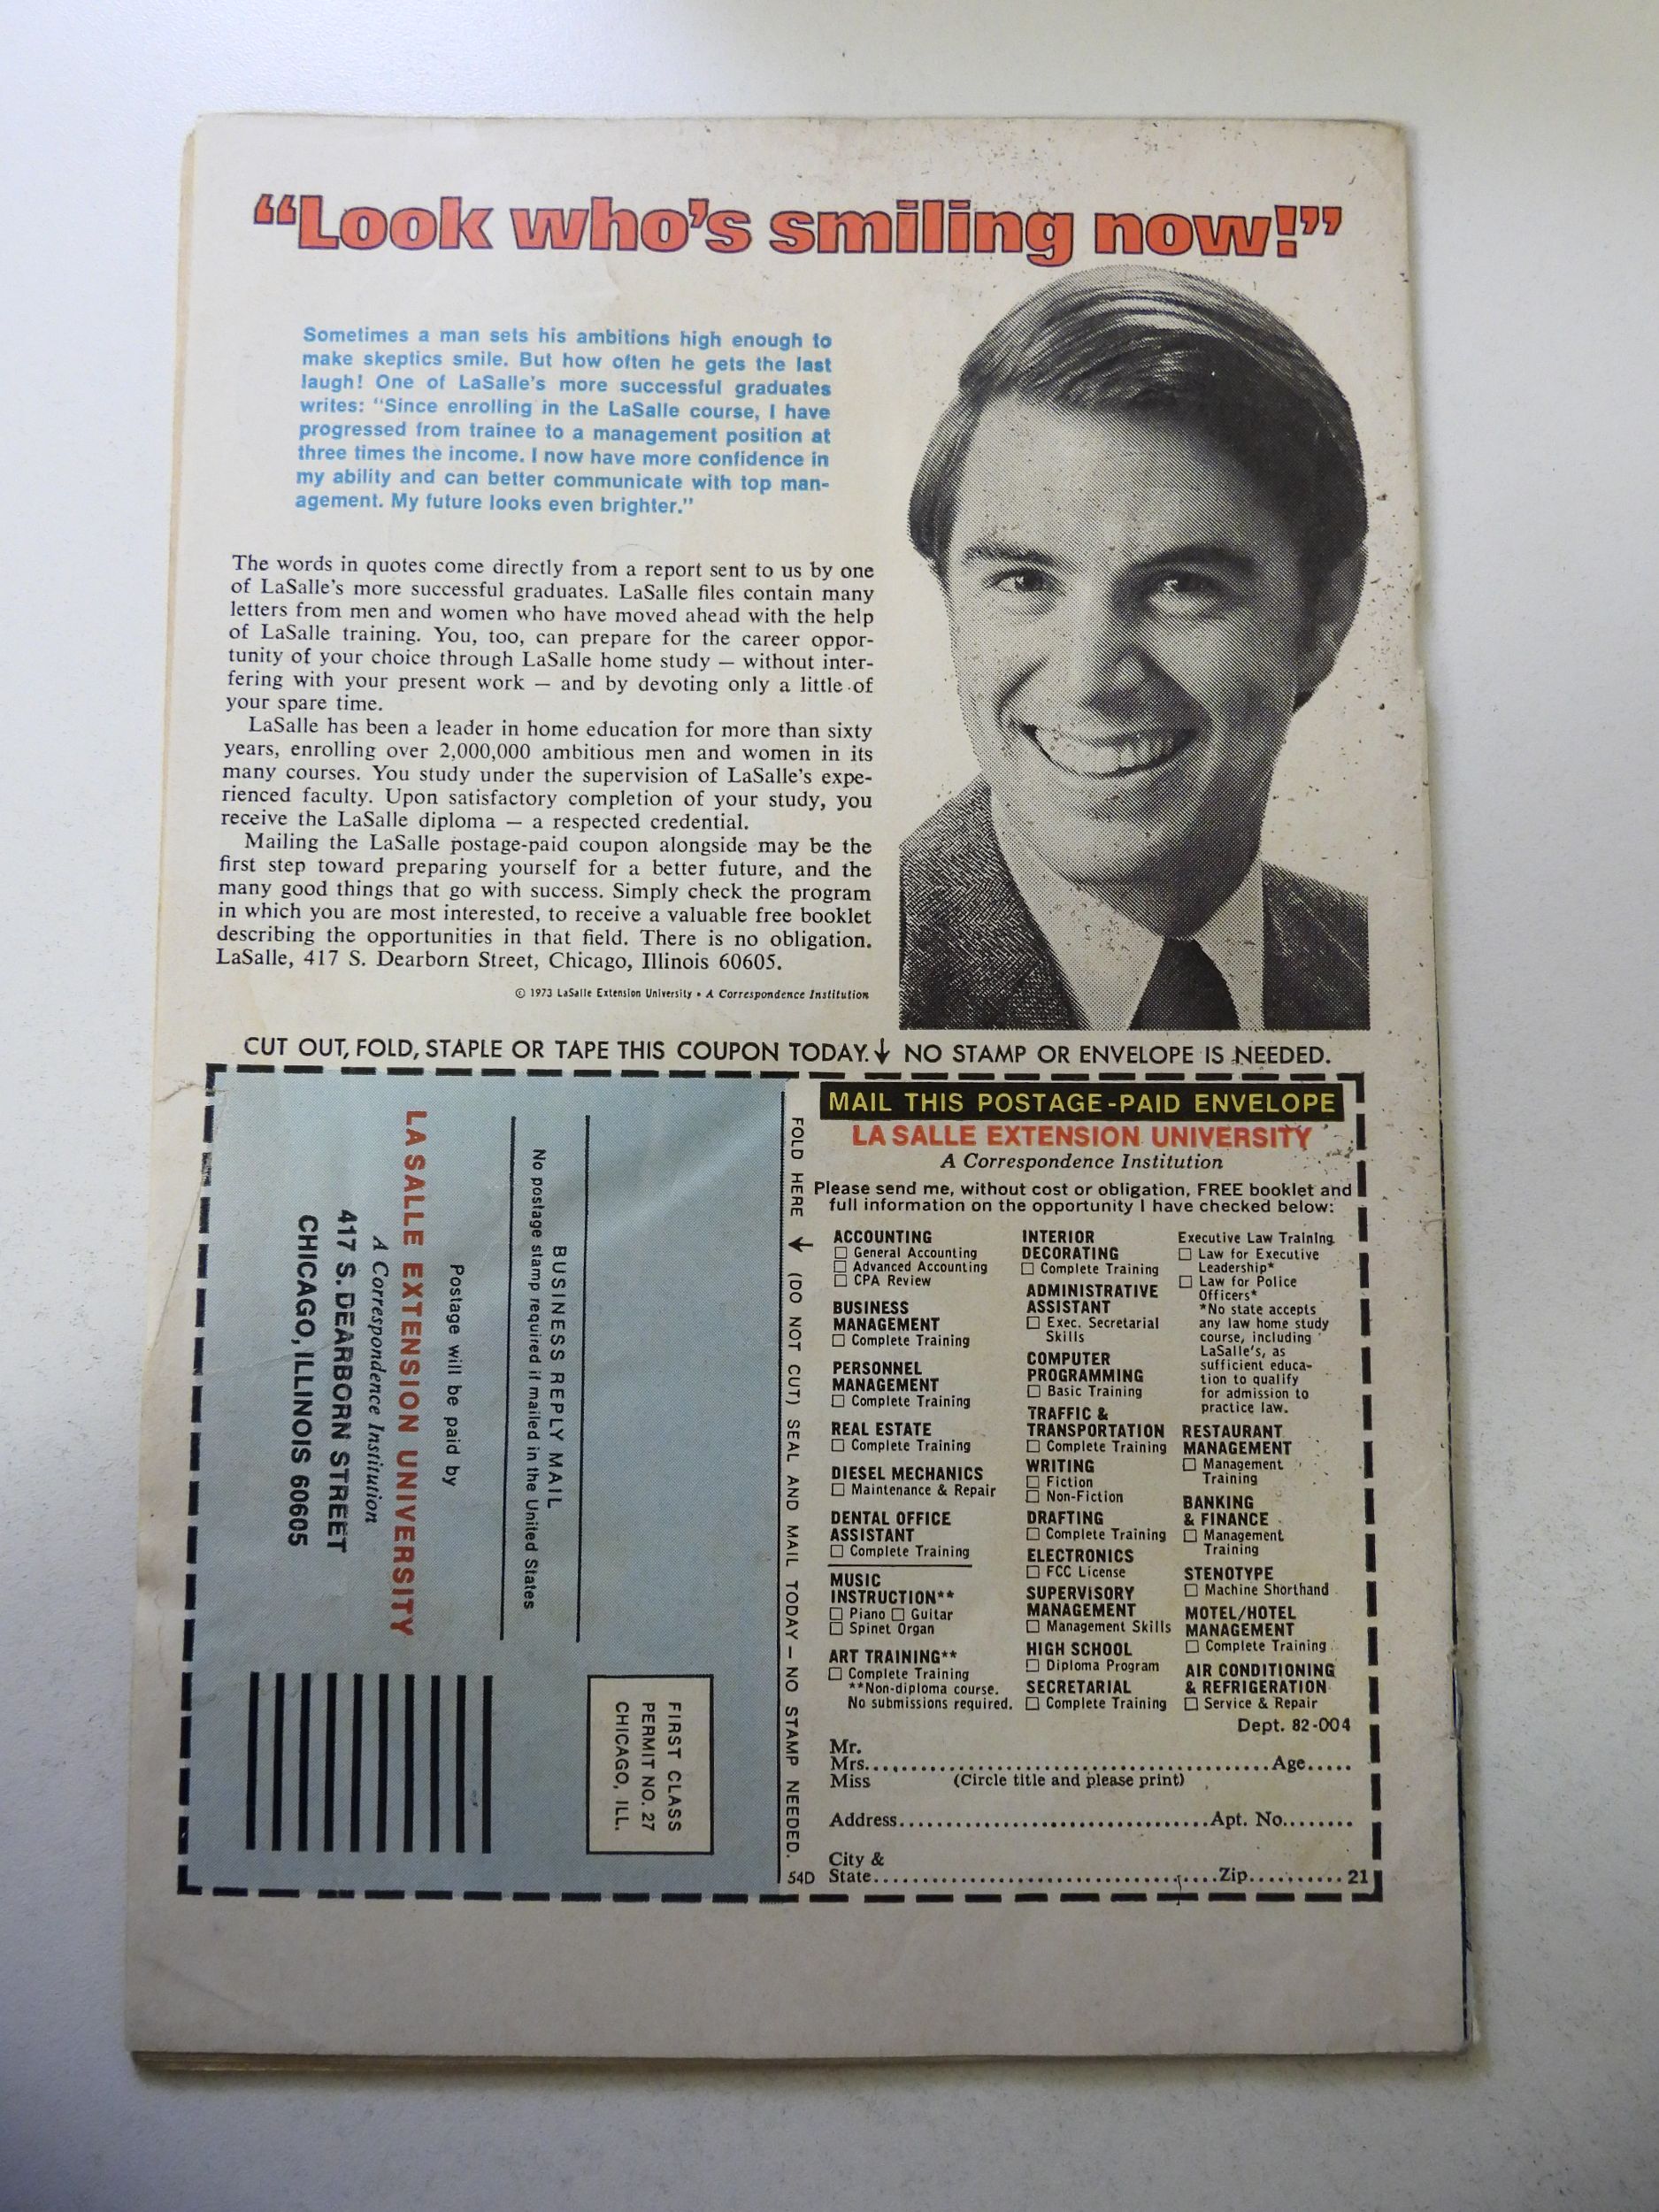 “Look who’s smiling now!”
Sometimes a man sets his ambitions high enough to
make skeptics smile. But how often he gets the last
laugh! One of LaSalle’s more successful graduates
writes: “Since enrolling in the LaSalle course, I have
progressed from trainee to a management position at
three times the income. I now have more confidence in
my ability and can better communicate with top man-
agement. My future looks even brighter.”
The words in quotes come directly from a report sent to us by one
of LaSalle’s more successful graduates. LaSalle files contain many
letters from men and women who have moved ahead with the help
of LaSalle training. You, too, can prepare for the career oppor-
tunity of your choice through LaSalle home study — without inter-
fering with your present work — and by devoting only a little of
your spare time.
LaSalle has been a leader in home education for more than sixty
years, enrolling over 2,000,000 ambitious men and women in its
many courses. You study under the supervision of LaSalle’s expe-
rienced faculty. Upon satisfactory completion of your study, you
receive the LaSalle diploma — a respected credential.
Mailing the LaSalle postage-paid coupon alongside may be the
first step toward preparing yourself for a better future, and the
many good things that go with success. Simply check the program
in which you are most interested, to receive a valuable free booklet
describing the opportunities in that field. There is no obligation.
LaSalle, 417 S. Dearborn Street, Chicago, Illinois 60605.
© 1973 LaSalle Extension University • A Correspondence Institution
CUT OUT, FOLD, STAPLE OR TAPE THIS COUPON TODAY. ↓ NO STAMP OR ENVELOPE IS NEEDED.
FIRST CLASS
PERMIT NO. 27
CHICAGO, ILL.
BUSINESS REPLY MAIL
No postage stamp required if mailed in the United States
Postage will be paid by
LA SALLE EXTENSION UNIVERSITY
A Correspondence Institution
417 S. DEARBORN STREET
CHICAGO, ILLINOIS 60605
FOLD HERE ↓ (DO NOT CUT) SEAL AND MAIL TODAY — NO STAMP NEEDED.
54D
MAIL THIS POSTAGE-PAID ENVELOPE
LA SALLE EXTENSION UNIVERSITY
A Correspondence Institution
Please send me, without cost or obligation, FREE booklet and
full information on the opportunity I have checked below:
ACCOUNTING
☐ General Accounting
☐ Advanced Accounting
☐ CPA Review
BUSINESS
MANAGEMENT
☐ Complete Training
PERSONNEL
MANAGEMENT
☐ Complete Training
REAL ESTATE
☐ Complete Training
DIESEL MECHANICS
☐ Maintenance & Repair
DENTAL OFFICE
ASSISTANT
☐ Complete Training
MUSIC
INSTRUCTION**
☐ Piano ☐ Guitar
☐ Spinet Organ
ART TRAINING**
☐ Complete Training
**Non-diploma course.
No submissions required.
INTERIOR
DECORATING
☐ Complete Training
ADMINISTRATIVE
ASSISTANT
☐ Exec. Secretarial
Skills
COMPUTER
PROGRAMMING
☐ Basic Training
TRAFFIC &
TRANSPORTATION
☐ Complete Training
WRITING
☐ Fiction
☐ Non-Fiction
DRAFTING
☐ Complete Training
ELECTRONICS
☐ FCC License
SUPERVISORY
MANAGEMENT
☐ Management Skills
HIGH SCHOOL
☐ Diploma Program
SECRETARIAL
☐ Complete Training
Executive Law Training
☐ Law for Executive
Leadership*
☐ Law for Police
Officers*
*No state accepts
any law home study
course, including
LaSalle’s, as
sufficient educa-
tion to qualify
for admission to
practice law.
RESTAURANT
MANAGEMENT
☐ Management
Training
BANKING
& FINANCE
☐ Management
Training
STENOTYPE
☐ Machine Shorthand
MOTEL/HOTEL
MANAGEMENT
☐ Complete Training
AIR CONDITIONING
& REFRIGERATION
☐ Service & Repair
Dept. 82-004
Mr.
Mrs. Age
Miss (Circle title and please print)
Address Apt. No.
City &
State Zip 21